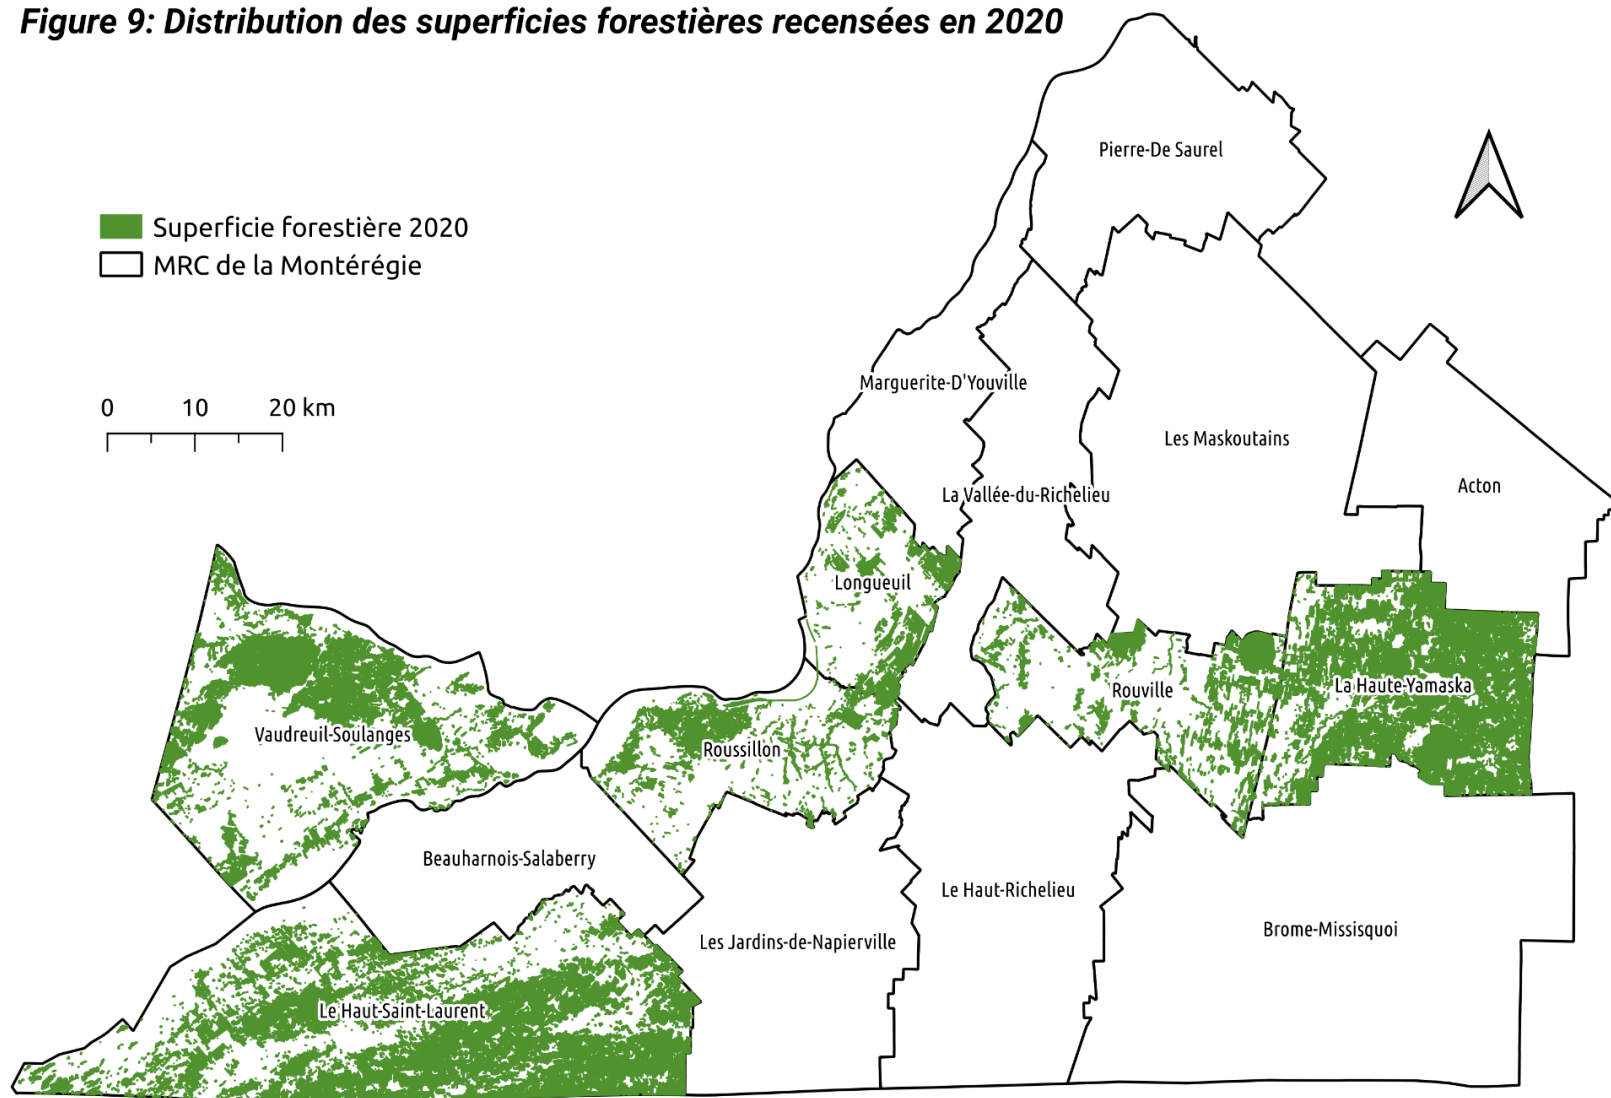 Figure 9: Distribution des superficies forestières recensées en 2020
Pierre-De Saurel
Superficie forestière 2020
MRC de la Montérégie
Marguerite-D'Youville
0 10 20 km
Les Maskoutains
La Vallée-du-Richelieu
Acton
Longueuil
La Haute-Yamaska
Rouville
Vaudreuil-Soulanges
Roussillon
Beauharnois-Salaberry
Le Haut-Richelieu
Brome-Missisquoi
Les Jardins-de-Napierville
Le Haut-Saint-Laurent